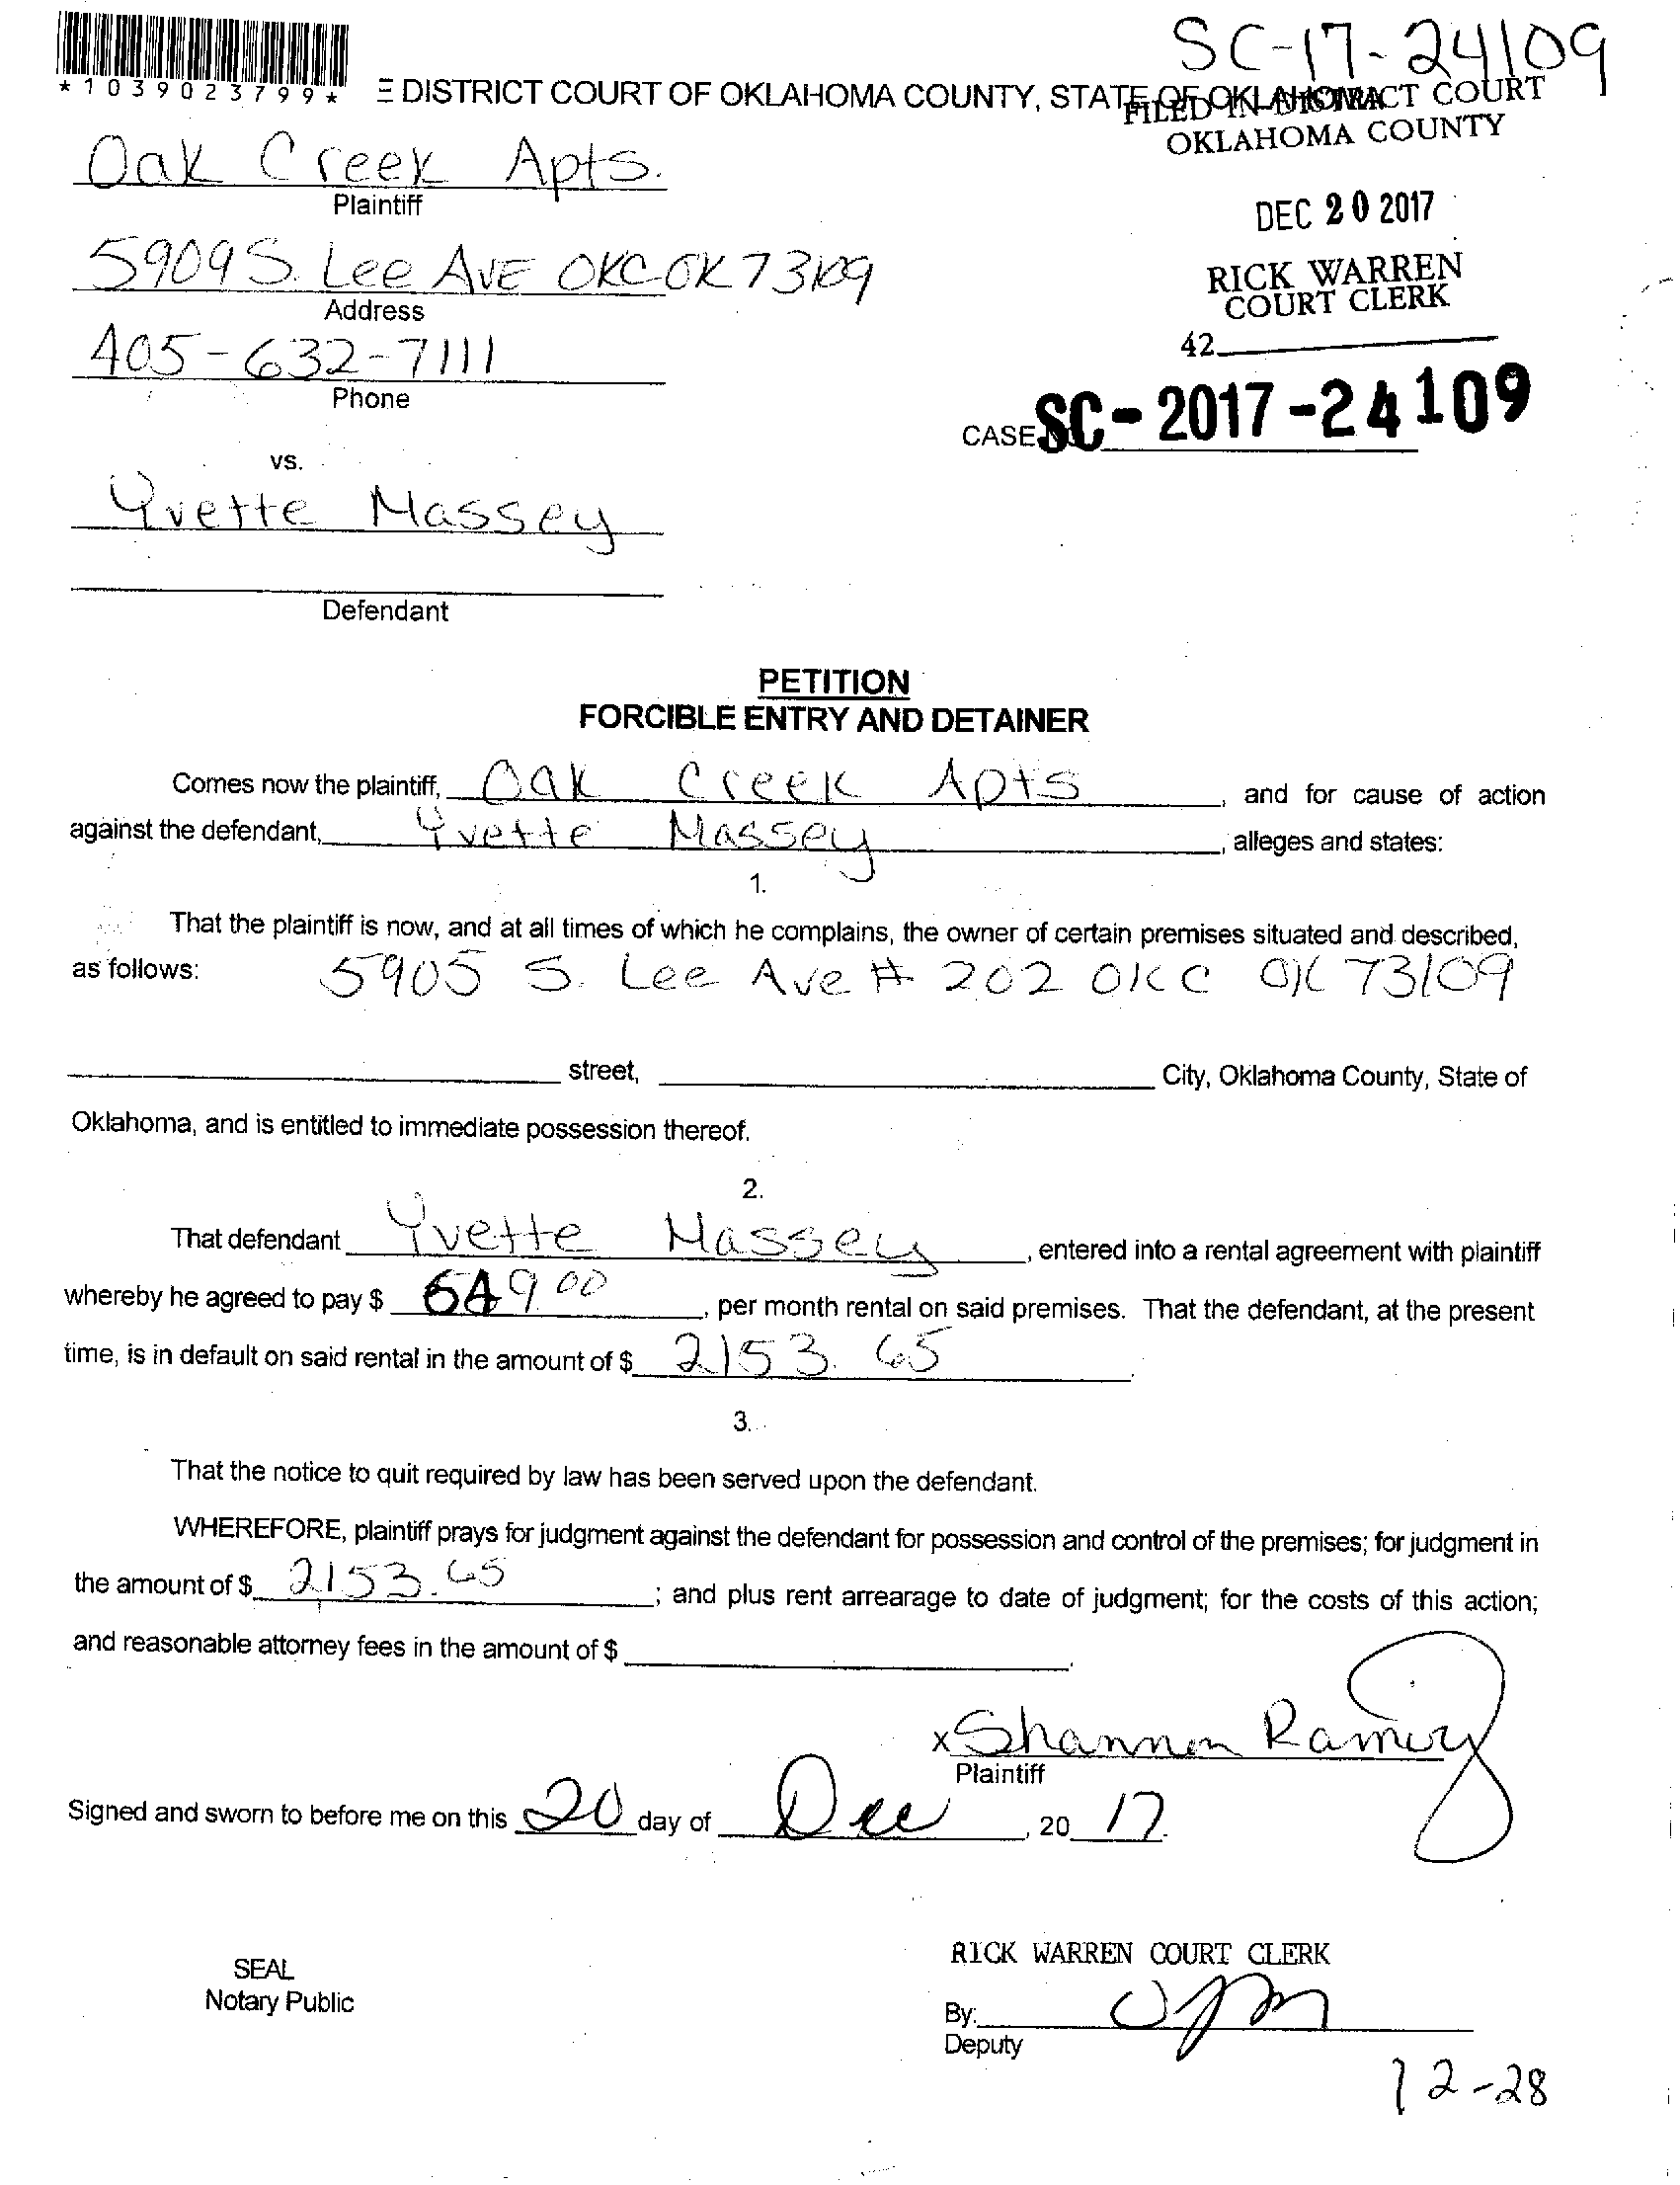 SC-17-24109
*1039023799*
E DISTRICT COURT OF OKLAHOMA COUNTY, STATE OF OKLAHOMA
FILED IN DISTRICT COURT
OKLAHOMA COUNTY
Oak Creek Apts.
Plaintiff
DEC 20 2017
5909 S. Lee AVE OKC OK 73109
Address
RICK WARREN
COURT CLERK
405-632-7111
Phone
42
CASE SC-2017-24109
vs.
Yvette Massey
Defendant
PETITION
FORCIBLE ENTRY AND DETAINER
Comes now the plaintiff, Oak Creek Apts, and for cause of action
against the defendant, Yvette Massey, alleges and states:
1.
That the plaintiff is now, and at all times of which he complains, the owner of certain premises situated and described,
as follows: 5905 S. Lee Ave # 202 OKC OK 73109
street, City, Oklahoma County, State of
Oklahoma, and is entitled to immediate possession thereof.
2.
That defendant Yvette Massey, entered into a rental agreement with plaintiff
whereby he agreed to pay $ 649.00, per month rental on said premises. That the defendant, at the present
time, is in default on said rental in the amount of $ 2153.65.
3.
That the notice to quit required by law has been served upon the defendant.
WHEREFORE, plaintiff prays for judgment against the defendant for possession and control of the premises; for judgment in
the amount of $ 2153.65; and plus rent arrearage to date of judgment; for the costs of this action;
and reasonable attorney fees in the amount of $ .
x Shannon Ramirez
Plaintiff
Signed and sworn to before me on this 20 day of Dec, 20 17.
SEAL
Notary Public
RICK WARREN COURT CLERK
By:
Deputy
12-28